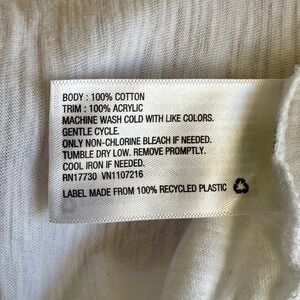 BODY : 100% COTTON
TRIM : 100% ACRYLIC
MACHINE WASH COLD WITH LIKE COLORS.
GENTLE CYCLE.
ONLY NON-CHLORINE BLEACH IF NEEDED.
TUMBLE DRY LOW. REMOVE PROMPTLY.
COOL IRON IF NEEDED.
RN17730 VN1107216
LABEL MADE FROM 100% RECYCLED PLASTIC